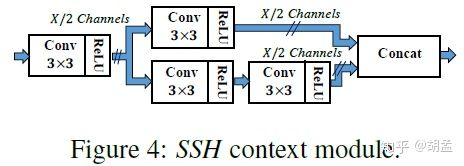 X/2 Channels
Conv
3×3
ReLU
Conv
3×3
ReLU
X/2 Channels
Conv
3×3
ReLU
X/2 Channels
Conv
3×3
ReLU
Concat
Figure 4: SSH context module.
知乎 @胡孟